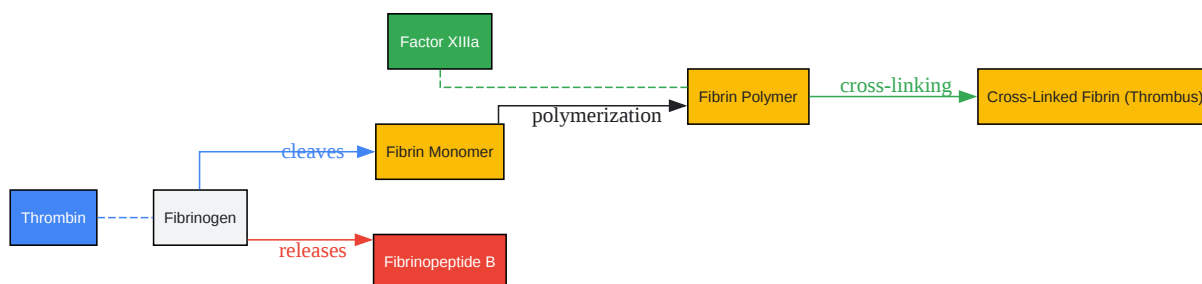 Factor XIIIa
cross-linking
Fibrin Polymer
Cross-Linked Fibrin (Thrombus)
polymerization
cleaves
Fibrin Monomer
Thrombin
Fibrinogen
releases
Fibrinopeptide B